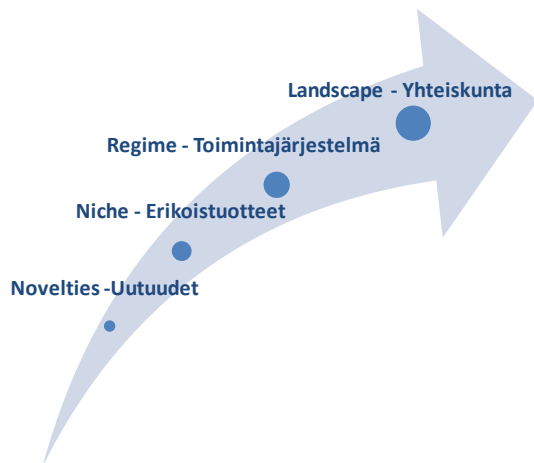 Landscape - Yhteiskunta
Regime - Toimintajärjestelmä
Niche - Erikoistuotteet
Novelties -Uutuudet